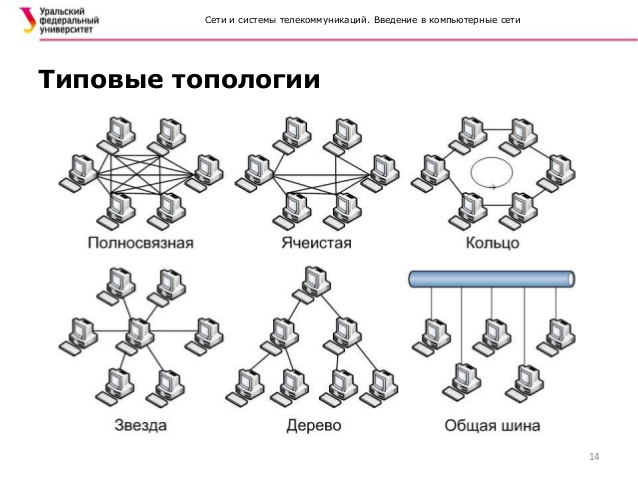 Уральский
федеральный
университет
Сети и системы телекоммуникаций. Введение в компьютерные сети
Типовые топологии
Полносвязная
Ячеистая
Кольцо
Звезда
Дерево
Общая шина
14